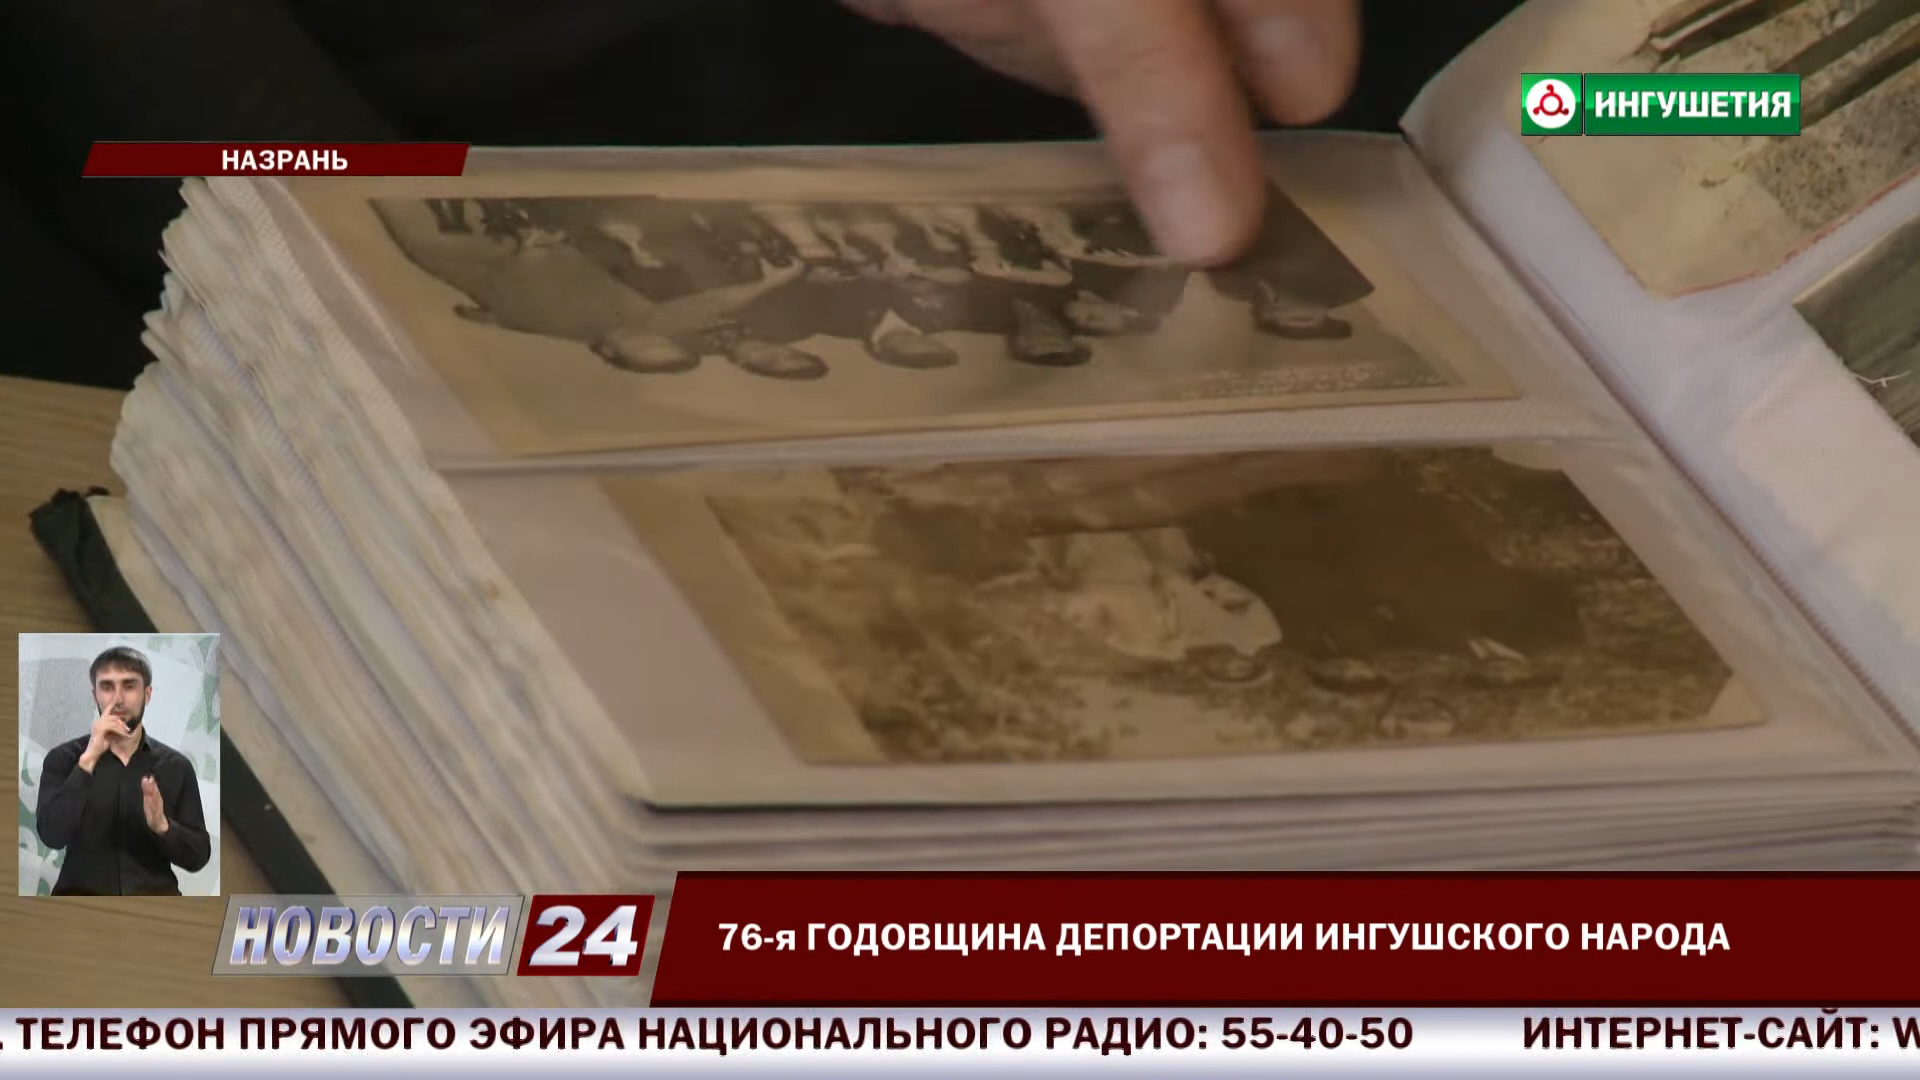 ИНГУШЕТИЯ
НАЗРАНЬ
НОВОСТИ 24
76-я ГОДОВЩИНА ДЕПОРТАЦИИ ИНГУШСКОГО НАРОДА
. ТЕЛЕФОН ПРЯМОГО ЭФИРА НАЦИОНАЛЬНОГО РАДИО: 55-40-50 ИНТЕРНЕТ-САЙТ: W